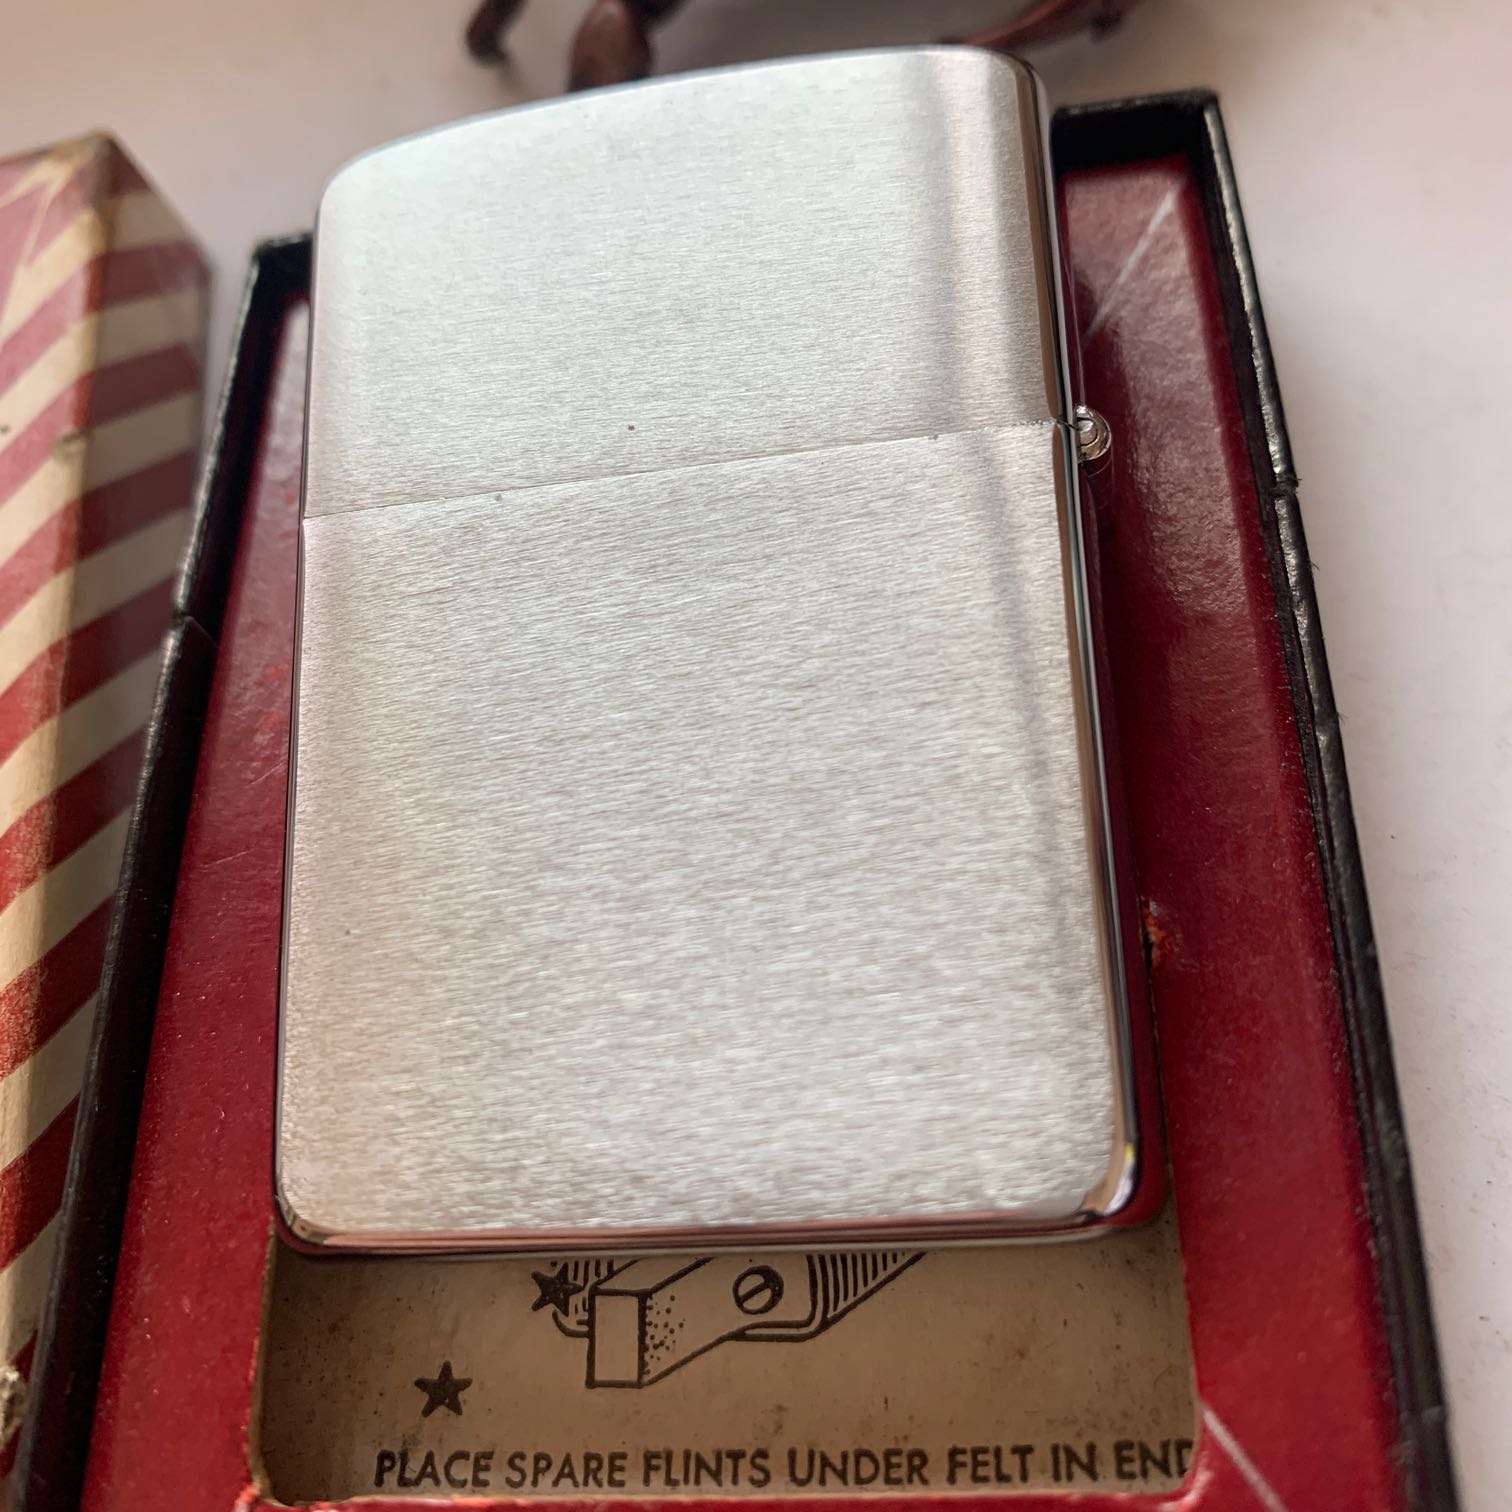 PLACE SPARE FLINTS UNDER FELT IN END